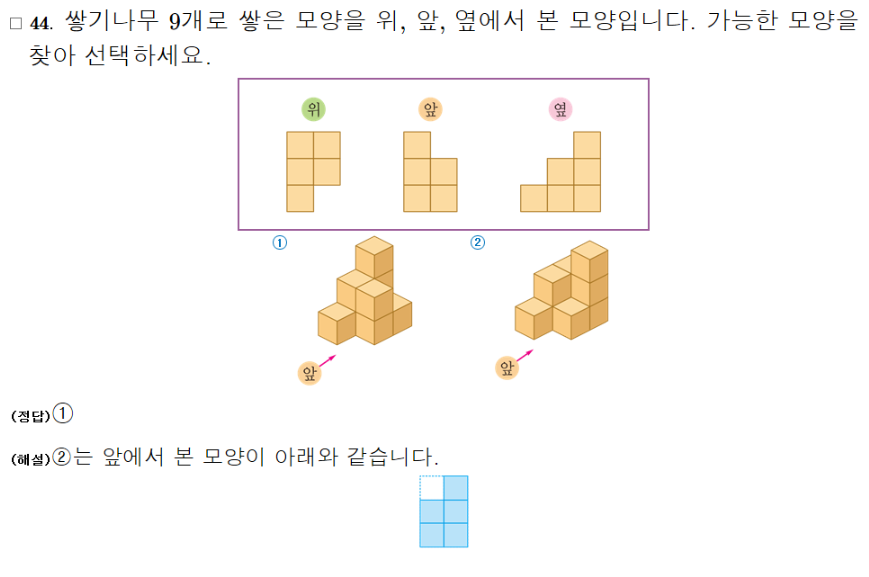 □ 44. 쌓기나무 9개로 쌓은 모양을 위, 앞, 옆에서 본 모양입니다. 가능한 모양을
찾아 선택하세요.
위 앞 옆
① ②
앞 앞
(정답)①
(해설)②는 앞에서 본 모양이 아래와 같습니다.